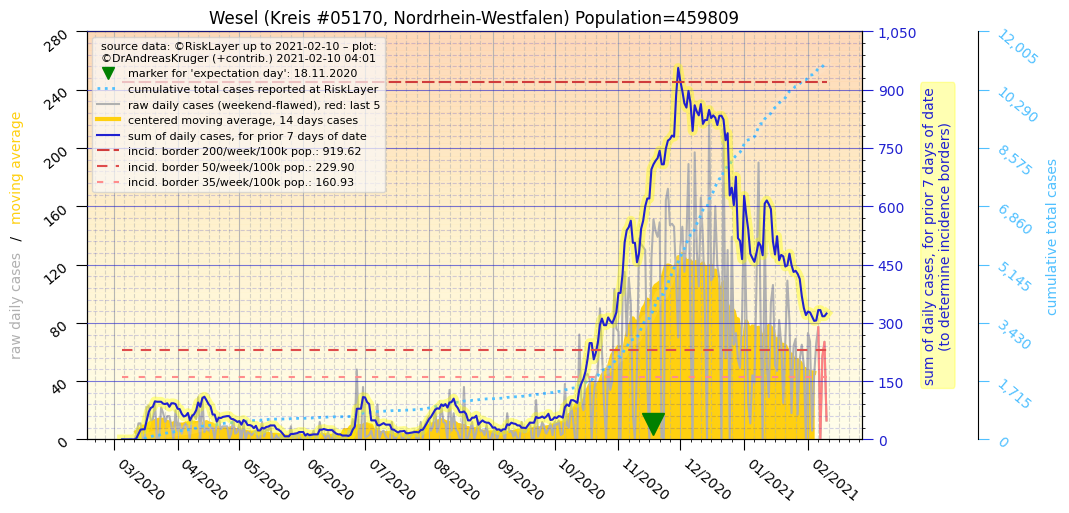 Wesel (Kreis #05170, Nordrhein-Westfalen) Population=459809
source data: ©RiskLayer up to 2021-02-10 – plot:
©DrAndreasKruger (+contrib.) 2021-02-10 04:01
marker for 'expectation day': 18.11.2020
cumulative total cases reported at RiskLayer
raw daily cases (weekend-flawed), red: last 5
centered moving average, 14 days cases
sum of daily cases, for prior 7 days of date
incid. border 200/week/100k pop.: 919.62
incid. border 50/week/100k pop.: 229.90
incid. border 35/week/100k pop.: 160.93
raw daily cases / moving average
280
240
200
160
120
80
40
0
1,050
900
750
600
450
300
150
0
sum of daily cases, for prior 7 days of date
(to determine incidence borders)
12,005
10,290
8,575
6,860
5,145
3,430
1,715
0
cumulative total cases
03/2020
04/2020
05/2020
06/2020
07/2020
08/2020
09/2020
10/2020
11/2020
12/2020
01/2021
02/2021